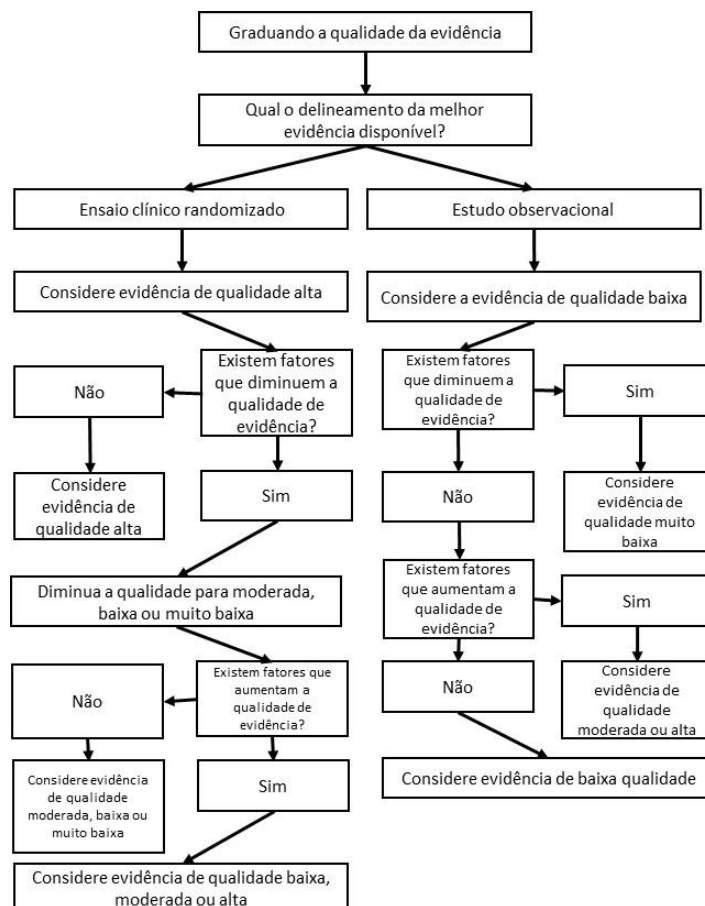 Graduando a qualidade da evidência
Qual o delineamento da melhor
evidência disponível?
Ensaio clínico randomizado
Estudo observacional
Considere evidência de qualidade alta
Considere a evidência de qualidade baixa
Não
Existem fatores
que diminuem a
qualidade de
evidência?
Existem fatores
que diminuem a
qualidade de
evidência?
Sim
Considere
evidência de
qualidade alta
Sim
Não
Considere
evidência de
qualidade muito
baixa
Diminua a qualidade para moderada,
baixa ou muito baixa
Existem fatores
que aumentam a
qualidade de
evidência?
Sim
Não
Existem fatores que
aumentam a
qualidade de
evidência?
Não
Considere
evidência de
qualidade
moderada ou alta
Considere evidência
de qualidade
moderada, baixa ou
muito baixa
Sim
Considere evidência de baixa qualidade
Considere evidência de qualidade baixa,
moderada ou alta